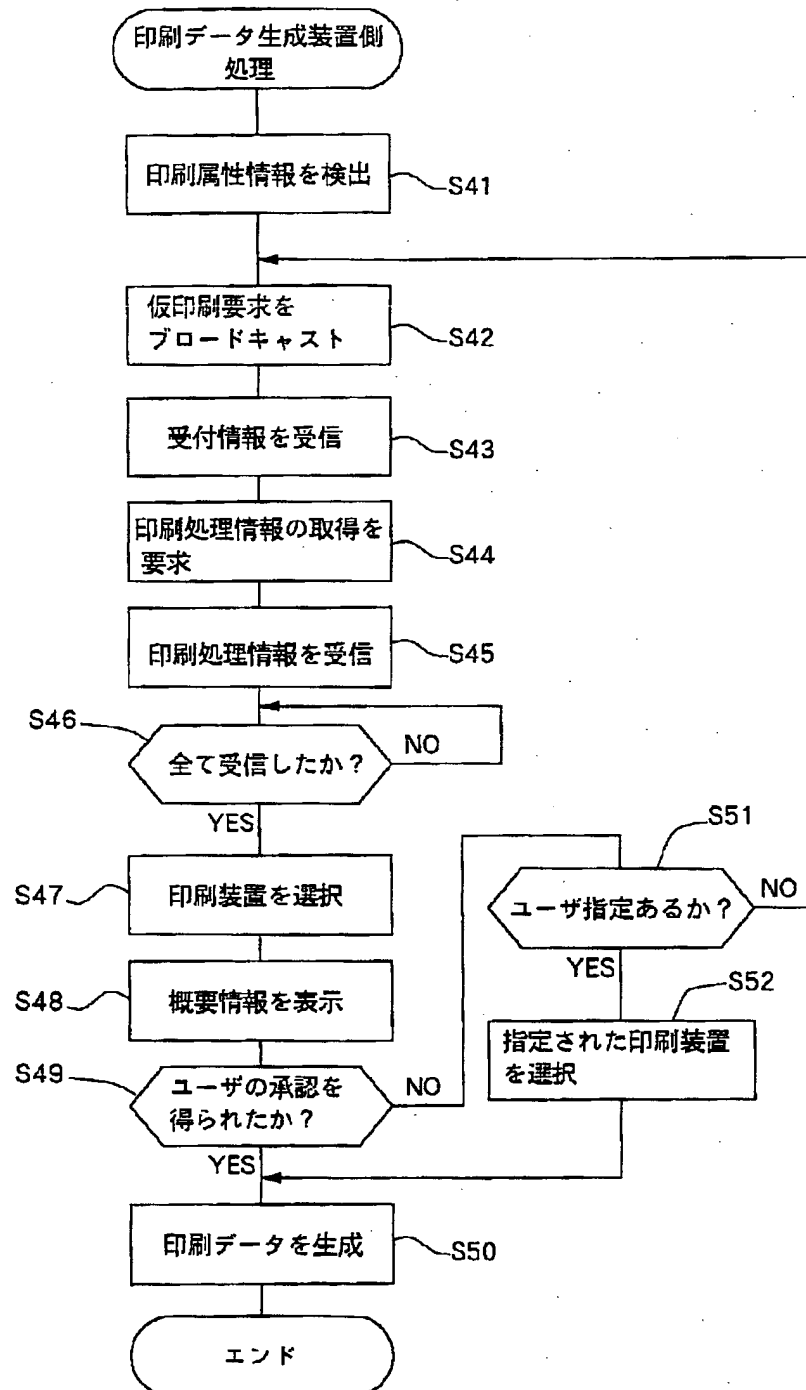 印刷データ生成装置側
処理
印刷属性情報を検出
S41
仮印刷要求を
ブロードキャスト
S42
受付情報を受信
S43
印刷処理情報の取得を
要求
S44
印刷処理情報を受信
S45
S46
全て受信したか？
NO
YES
S47
印刷装置を選択
S48
概要情報を表示
S49
ユーザの承認を
得られたか？
NO
YES
S51
ユーザ指定あるか？
NO
YES
S52
指定された印刷装置
を選択
印刷データを生成
S50
エンド